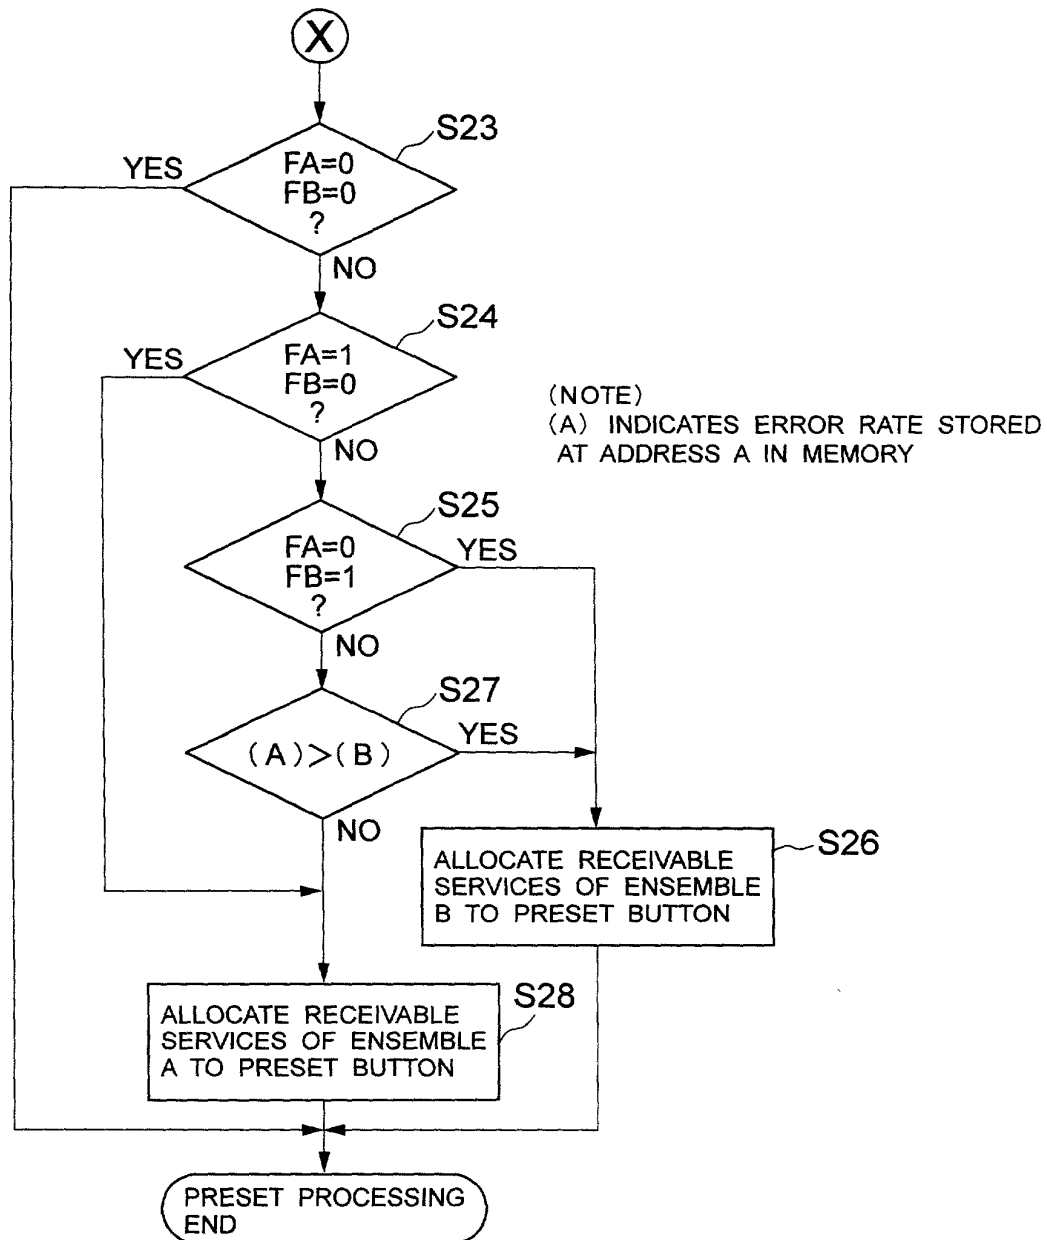 X
S23
YES
FA=0
FB=0
?
NO
S24
YES
FA=1
FB=0
?
NO
(NOTE)
(A) INDICATES ERROR RATE STORED
AT ADDRESS A IN MEMORY
S25
FA=0
FB=1
?
YES
NO
S27
(A)>(B)
YES
NO
S26
ALLOCATE RECEIVABLE
SERVICES OF ENSEMBLE
B TO PRESET BUTTON
S28
ALLOCATE RECEIVABLE
SERVICES OF ENSEMBLE
A TO PRESET BUTTON
PRESET PROCESSING
END